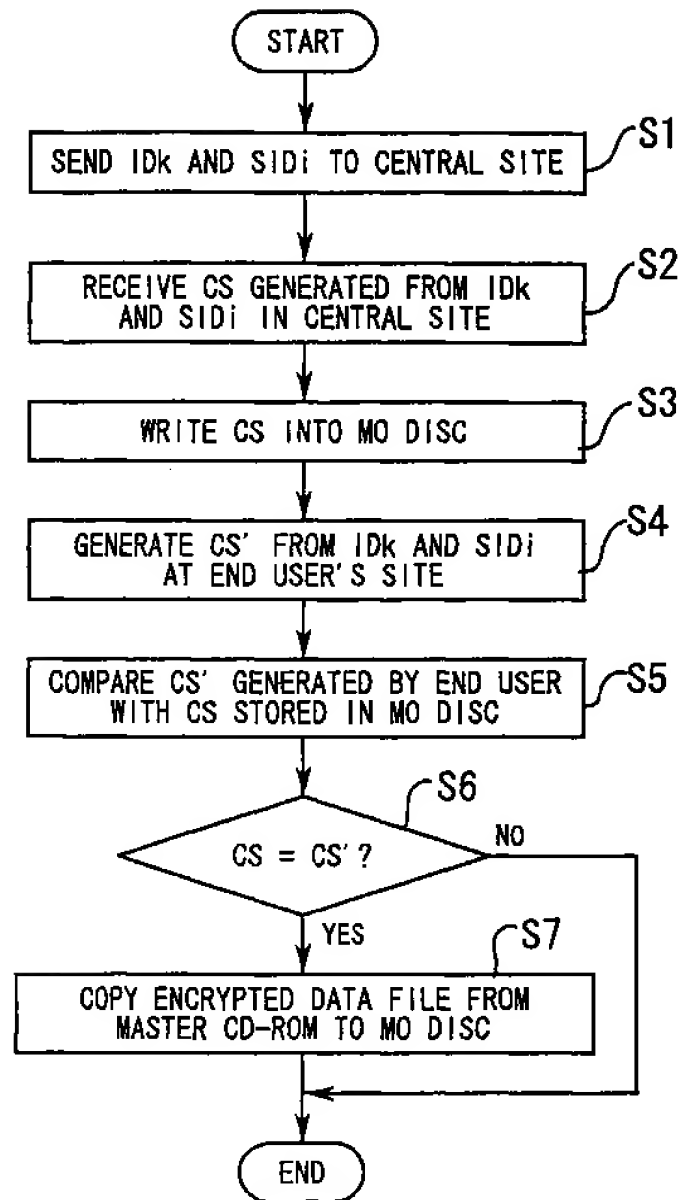 START
S1
SEND IDk AND SIDi TO CENTRAL SITE
S2
RECEIVE CS GENERATED FROM IDk
AND SIDi IN CENTRAL SITE
S3
WRITE CS INTO MO DISC
S4
GENERATE CS' FROM IDk AND SIDi
AT END USER'S SITE
S5
COMPARE CS' GENERATED BY END USER
WITH CS STORED IN MO DISC
S6
CS = CS'?
NO
YES
S7
COPY ENCRYPTED DATA FILE FROM
MASTER CD-ROM TO MO DISC
END